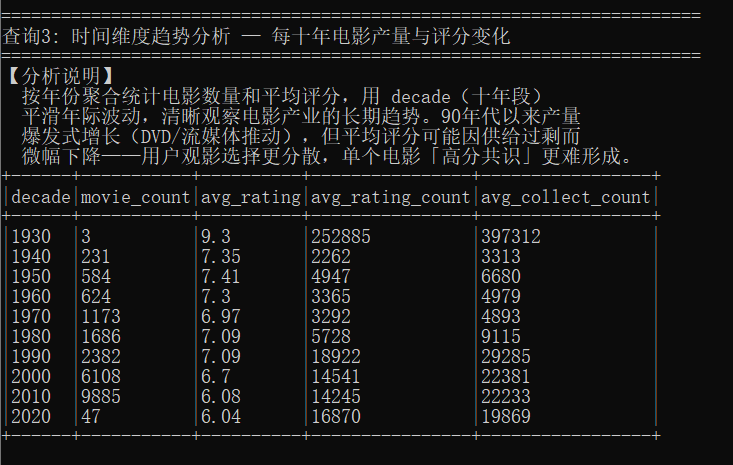 ======================================================================
查询3: 时间维度趋势分析 — 每十年电影产量与评分变化
======================================================================
【分析说明】
按年份聚合统计电影数量和平均评分，用 decade（十年段）
平滑年际波动，清晰观察电影产业的长期趋势。90年代以来产量
爆发式增长（DVD/流媒体推动），但平均评分可能因供给过剩而
微幅下降——用户观影选择更分散，单个电影「高分共识」更难形成。
+------+-----------+----------+----------------+-----------------+
|decade|movie_count|avg_rating|avg_rating_count|avg_collect_count|
+------+-----------+----------+----------------+-----------------+
|1930  |3          |9.3       |252885          |397312           |
|1940  |231        |7.35      |2262            |3313             |
|1950  |584        |7.41      |4947            |6680             |
|1960  |624        |7.3       |3365            |4979             |
|1970  |1173       |6.97      |3292            |4893             |
|1980  |1686       |7.09      |5728            |9115             |
|1990  |2382       |7.09      |18922           |29285            |
|2000  |6108       |6.7       |14541           |22381            |
|2010  |9885       |6.08      |14245           |22233            |
|2020  |47         |6.04      |16870           |19869            |
+------+-----------+----------+----------------+-----------------+